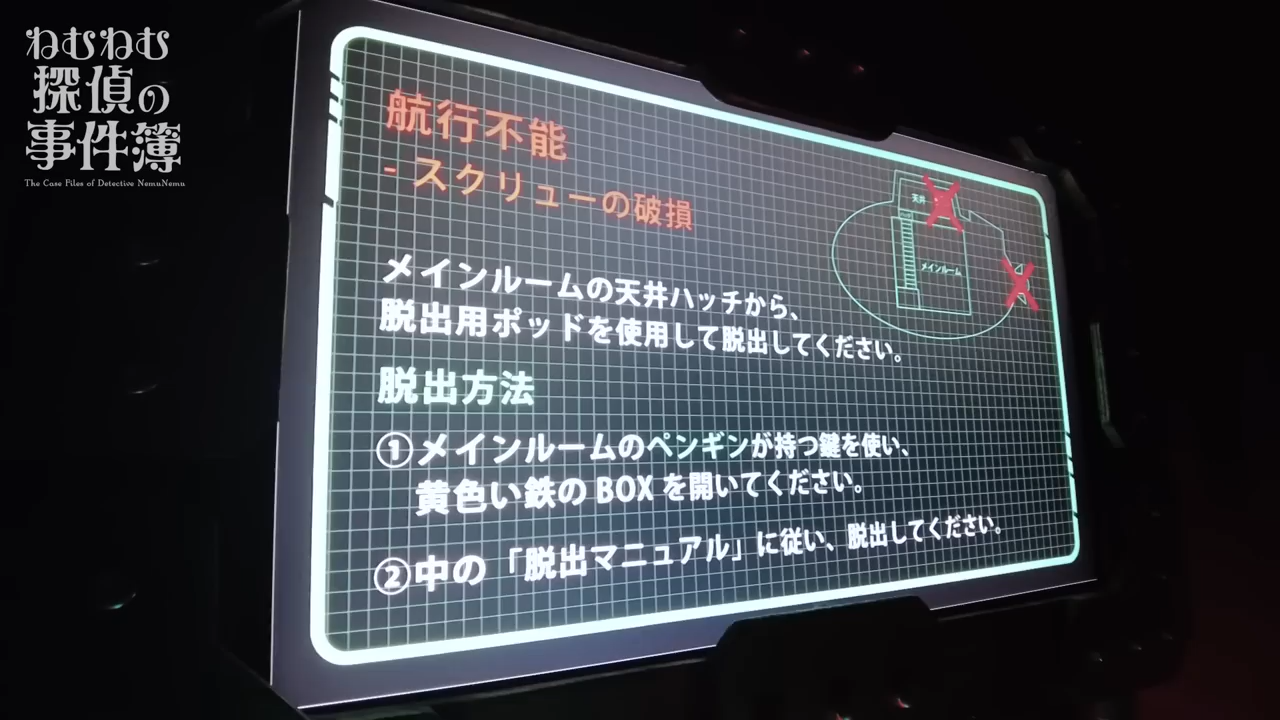 ねむねむ
探偵の
事件簿
The Case Files of Detective NemuNemu
航行不能
- スクリューの破損
天井
メインルーム
メインルームの天井ハッチから、
脱出用ポッドを使用して脱出してください。
脱出方法
①メインルームのペンギンが持つ鍵を使い、
黄色い鉄の BOX を開いてください。
②中の「脱出マニュアル」に従い、脱出してください。